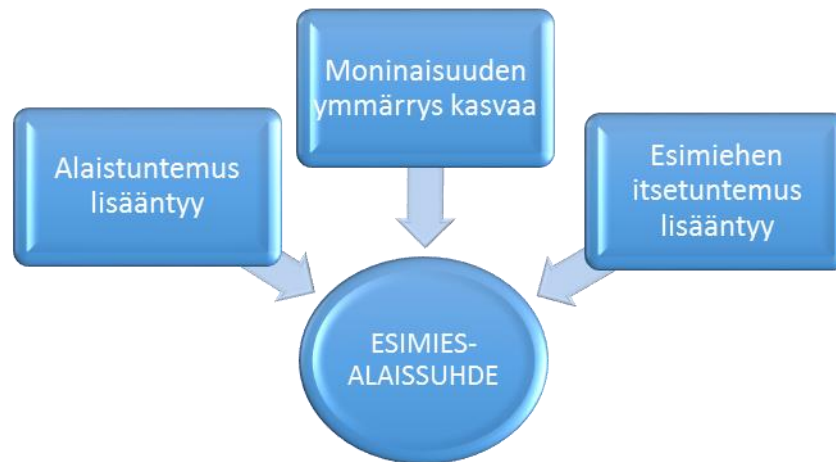 Moninaisuuden
ymmärrys kasvaa
Alaistuntemus
lisääntyy
Esimiehen
itsetuntemus
lisääntyy
ESIMIES-
ALAISSUHDE